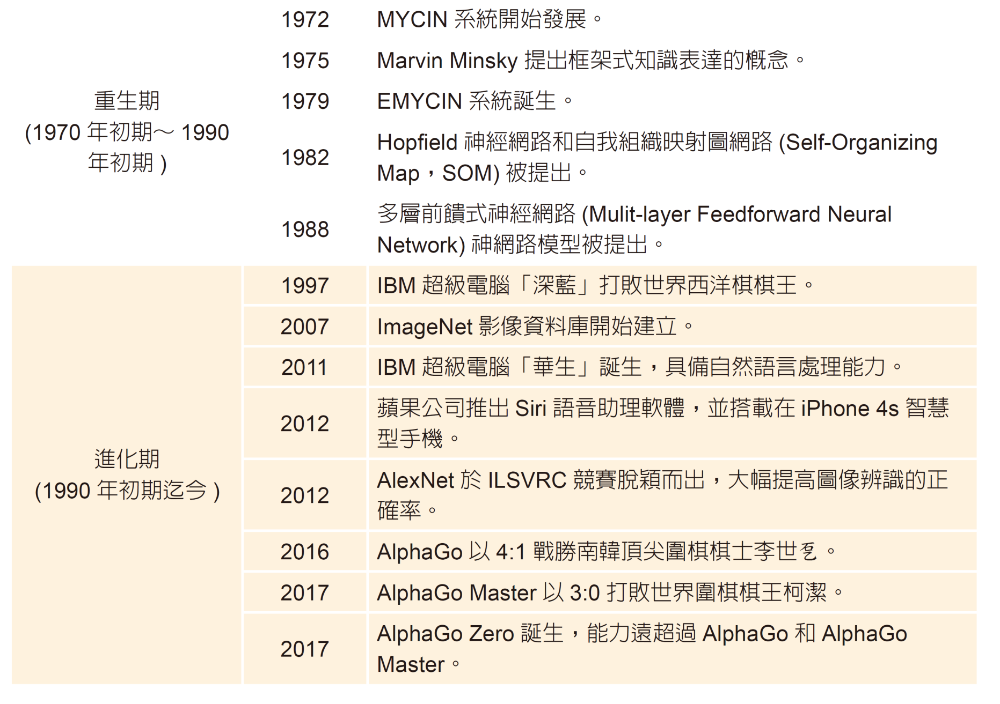 1972 MYCIN 系統開始發展。
1975 Marvin Minsky 提出框架式知識表達的概念。
重生期
(1970 年初期～ 1990
年初期 )
1979 EMYCIN 系統誕生。
1982
Hopfield 神經網路和自我組織映射圖網路 (Self-Organizing
Map，SOM) 被提出。
1988
多層前饋式神經網路 (Mulit-layer Feedforward Neural
Network) 神網路模型被提出。
進化期
(1990 年初期迄今 )
1997 IBM 超級電腦「深藍」打敗世界西洋棋棋王。
2007 ImageNet 影像資料庫開始建立。
2011 IBM 超級電腦「華生」誕生，具備自然語言處理能力。
2012
蘋果公司推出 Siri 語音助理軟體，並搭載在 iPhone 4s 智慧
型手機。
2012
AlexNet 於 ILSVRC 競賽脫穎而出，大幅提高圖像辨識的正
確率。
2016 AlphaGo 以 4:1 戰勝南韓頂尖圍棋棋士李世乭。
2017 AlphaGo Master 以 3:0 打敗世界圍棋棋王柯潔。
2017
AlphaGo Zero 誕生，能力遠超過 AlphaGo 和 AlphaGo
Master。